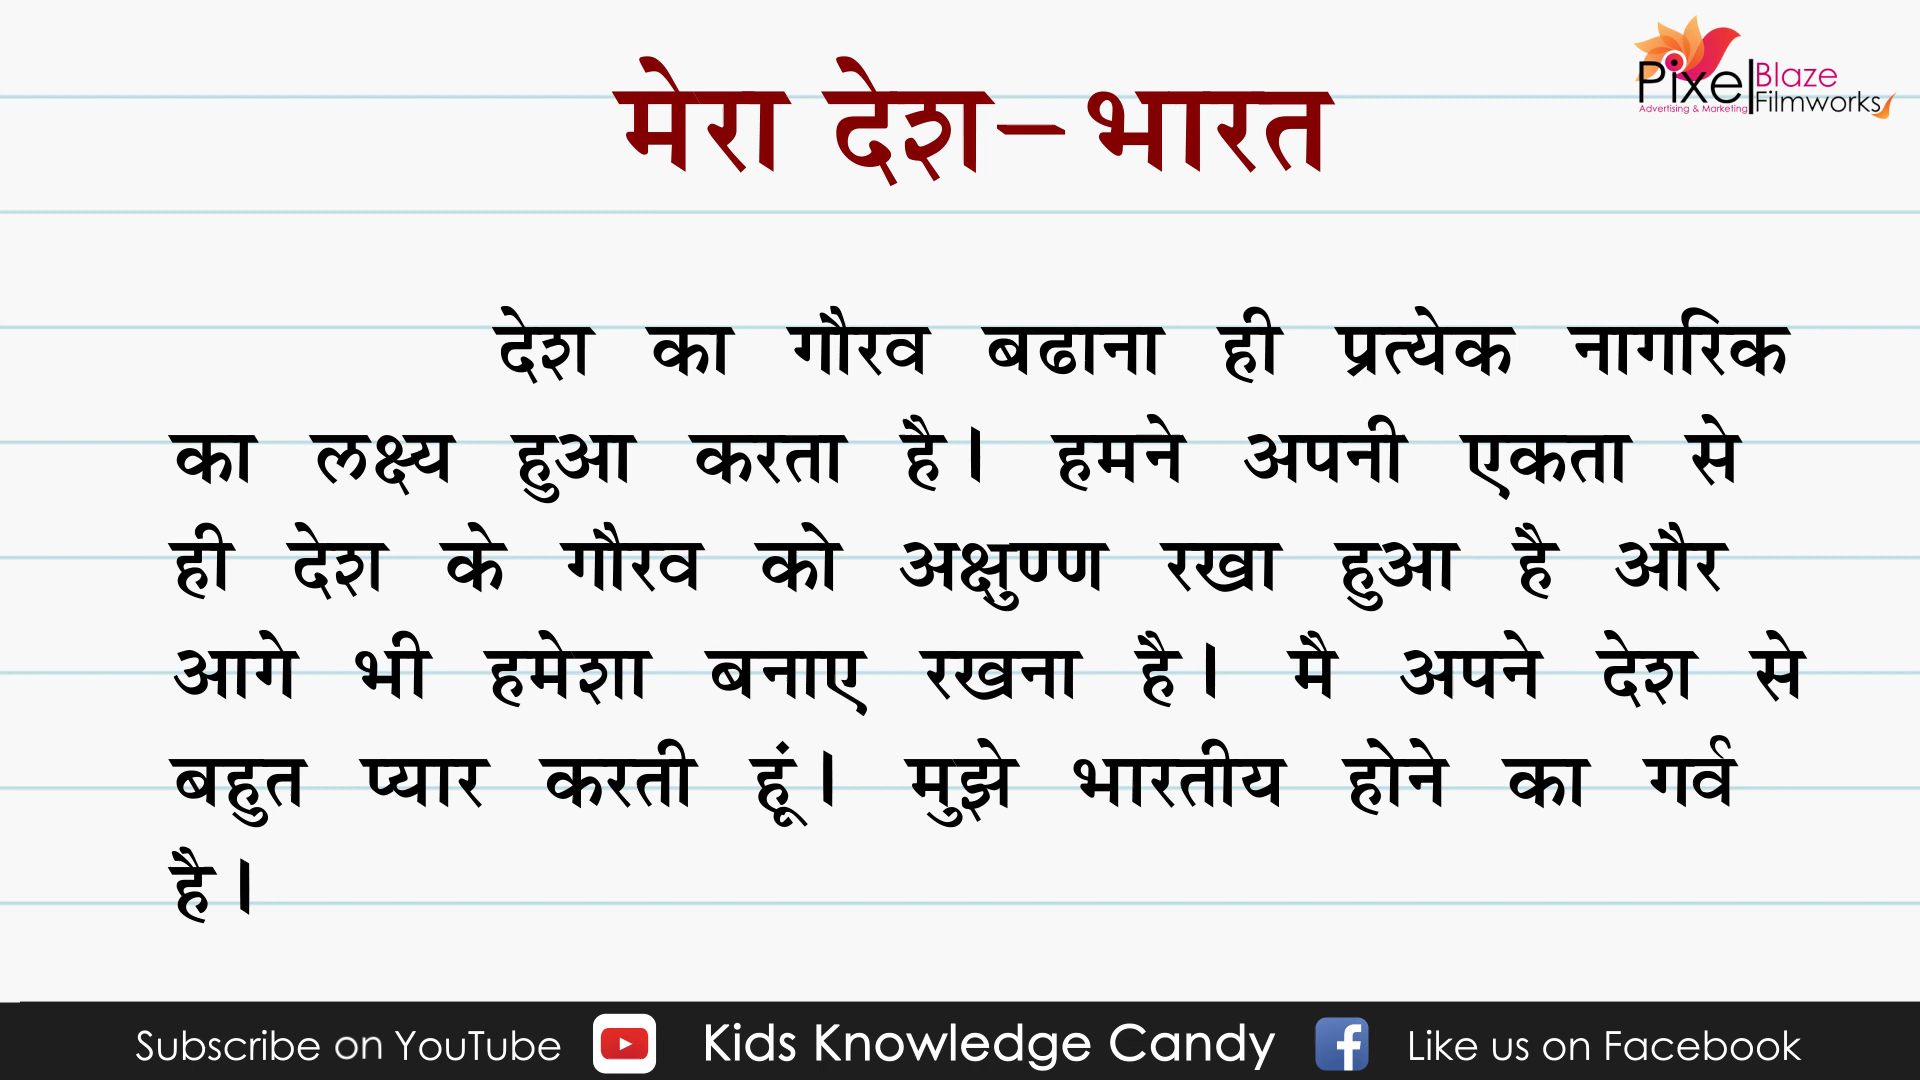 मेरा देश-भारत
Pixel Blaze Filmworks
Advertising & Marketing
देश का गौरव बढाना ही प्रत्येक नागरिक
का लक्ष्य हुआ करता है। हमने अपनी एकता से
ही देश के गौरव को अक्षुण्ण रखा हुआ है और
आगे भी हमेशा बनाए रखना है। मै अपने देश से
बहुत प्यार करती हूं। मुझे भारतीय होने का गर्व
है।
Subscribe on YouTube Kids Knowledge Candy Like us on Facebook